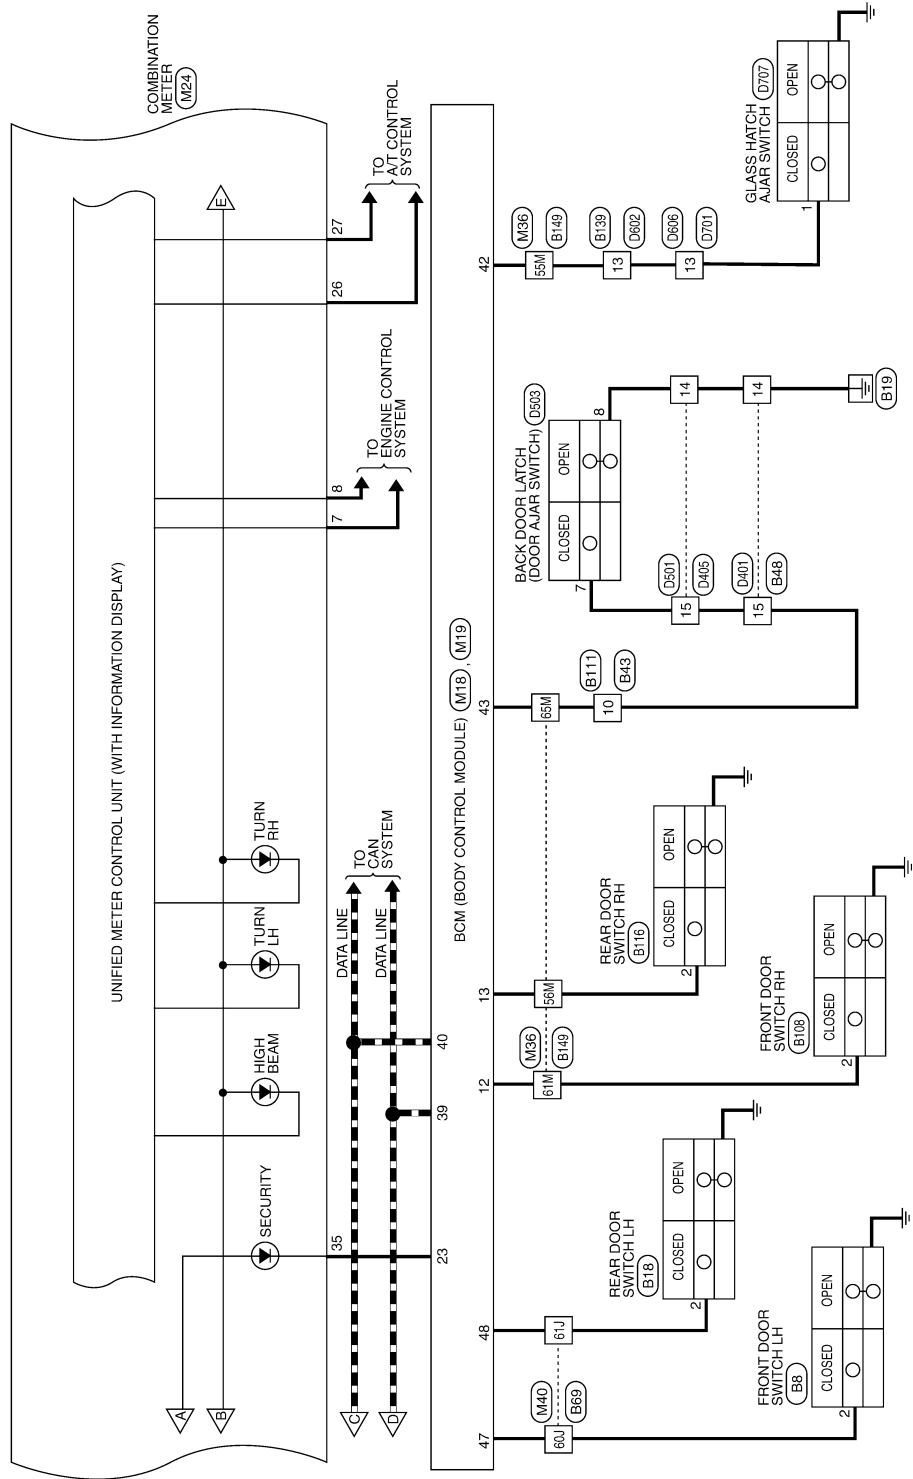 COMBINATION
METER
M24
UNIFIED METER CONTROL UNIT (WITH INFORMATION DISPLAY)
A
B
E
SECURITY
HIGH
BEAM
TURN
LH
TURN
RH
35
7
8
26
27
TO
ENGINE CONTROL
SYSTEM
TO
A/T CONTROL
SYSTEM
C
D
DATA LINE
DATA LINE
TO
CAN
SYSTEM
23
39
40
BCM (BODY CONTROL MODULE) M18 , M19
47
48
12
13
43
42
M40
60J
61J
B69
M36
61M
56M
65M
B149
B111
10
B43
M36
55M
B149
B139
13
D602
D606
13
D701
FRONT DOOR
SWITCH LH
B8
2
CLOSED
OPEN
REAR DOOR
SWITCH LH
B18
2
CLOSED
OPEN
FRONT DOOR
SWITCH RH
B108
2
CLOSED
OPEN
REAR DOOR
SWITCH RH
B116
2
CLOSED
OPEN
BACK DOOR LATCH
(DOOR AJAR SWITCH)
D503
7
CLOSED
OPEN
8
D501
15
14
D405
D401
15
14
B48
B19
GLASS HATCH
AJAR SWITCH
D707
1
CLOSED
OPEN